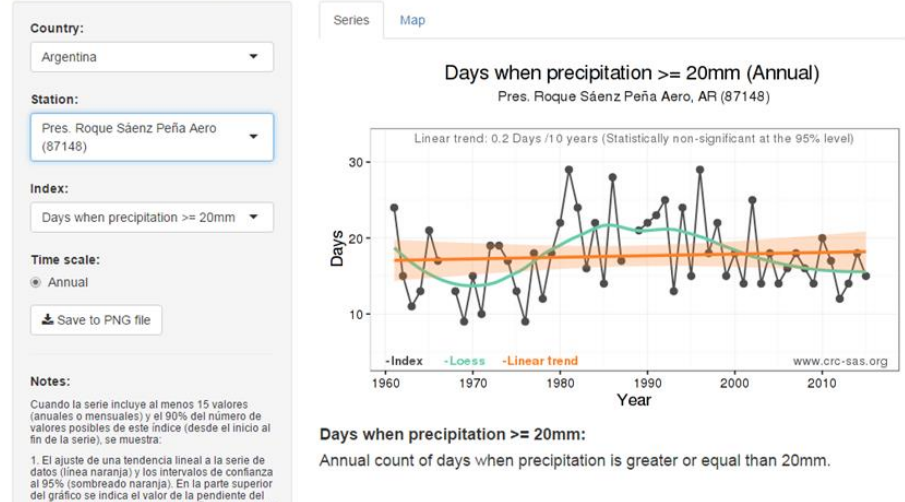 Country:
Argentina
Station:
Pres. Roque Sáenz Peña Aero
(87148)
Index:
Days when precipitation >= 20mm
Time scale:
Annual
Save to PNG file
Notes:
Cuando la serie incluye al menos 15 valores
(anuales o mensuales) y el 90% del número de
valores posibles de este índice (desde el inicio al
fin de la serie), se muestra:
1. El ajuste de una tendencia lineal a la serie de
datos (línea naranja) y los intervalos de confianza
al 95% (sombreado naranja). En la parte superior
del gráfico se indica el valor de la pendiente del
Series Map
Days when precipitation >= 20mm (Annual)
Pres. Roque Sáenz Peña Aero, AR (87148)
Linear trend: 0.2 Days /10 years (Statistically non-significant at the 95% level)
Days
30
20
10
-Index -Loess -Linear trend www.crc-sas.org
1960 1970 1980 1990 2000 2010
Year
Days when precipitation >= 20mm:
Annual count of days when precipitation is greater or equal than 20mm.